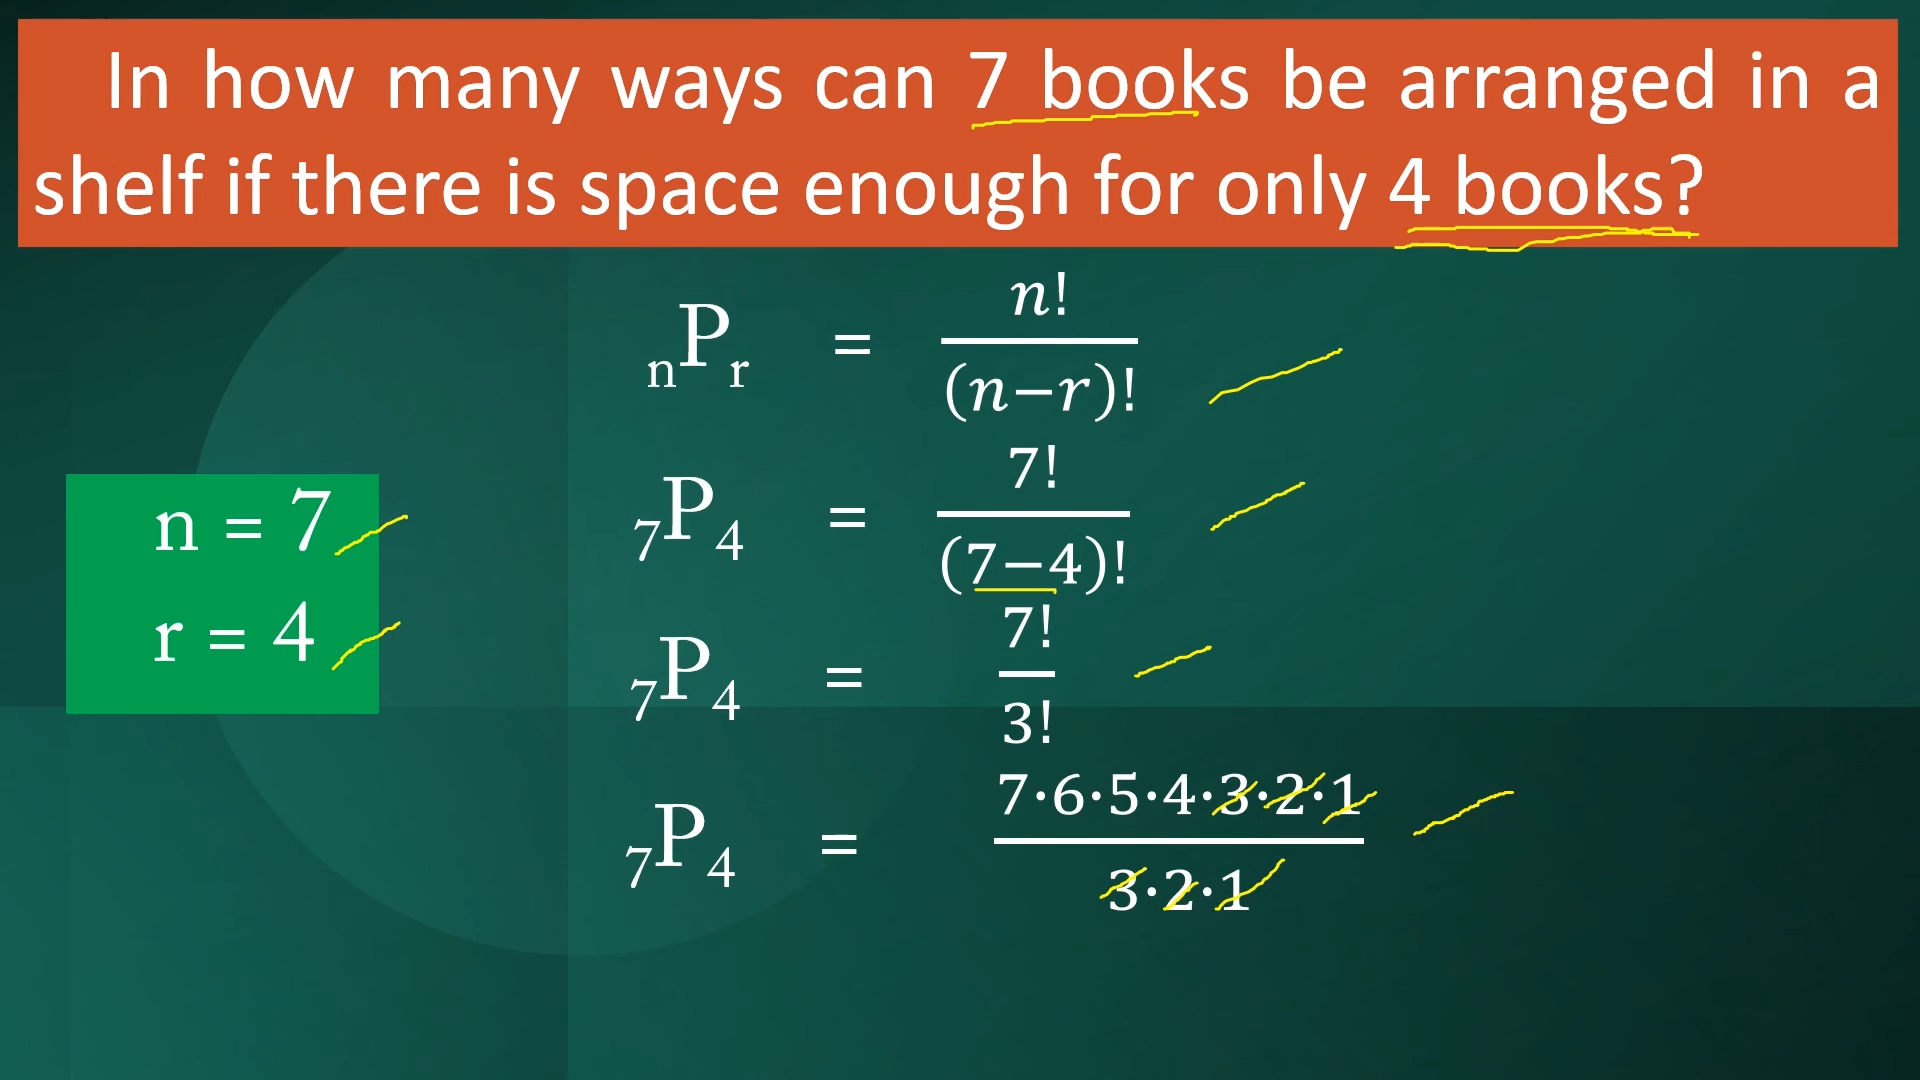 In how many ways can 7 books be arranged in a
shelf if there is space enough for only 4 books?
n = 7
r = 4
ₙPᵣ = n! / (n−r)!
₇P₄ = 7! / (7−4)!
₇P₄ = 7! / 3!
₇P₄ = 7·6·5·4·3·2·1 / 3·2·1